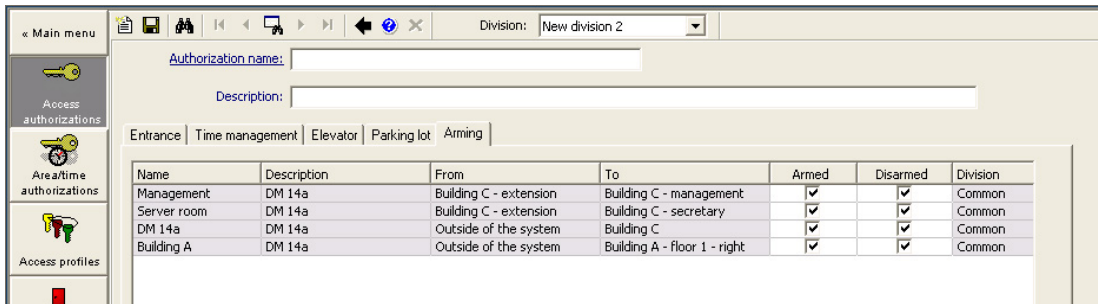 « Main menu
Division: New division 2
Authorization name:
Description:
Access
authorizations
Area/time
authorizations
Access profiles
Entrance Time management Elevator Parking lot Arming
Name Description From To Armed Disarmed Division
Management DM 14a Building C - extension Building C - management Common
Server room DM 14a Building C - extension Building C - secretary Common
DM 14a DM 14a Outside of the system Building C Common
Building A DM 14a Outside of the system Building A - floor 1 - right Common